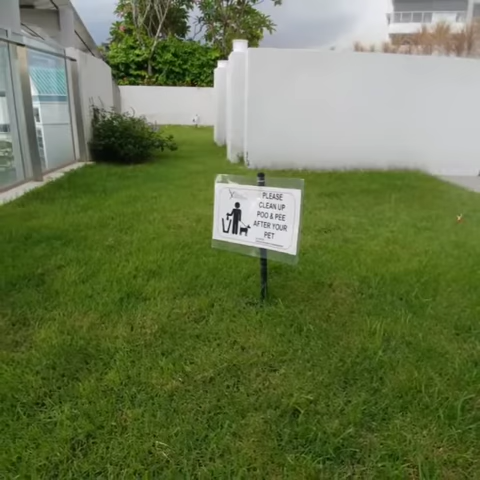 PLEASE
CLEAN UP
POO & PEE
AFTER YOUR
PET